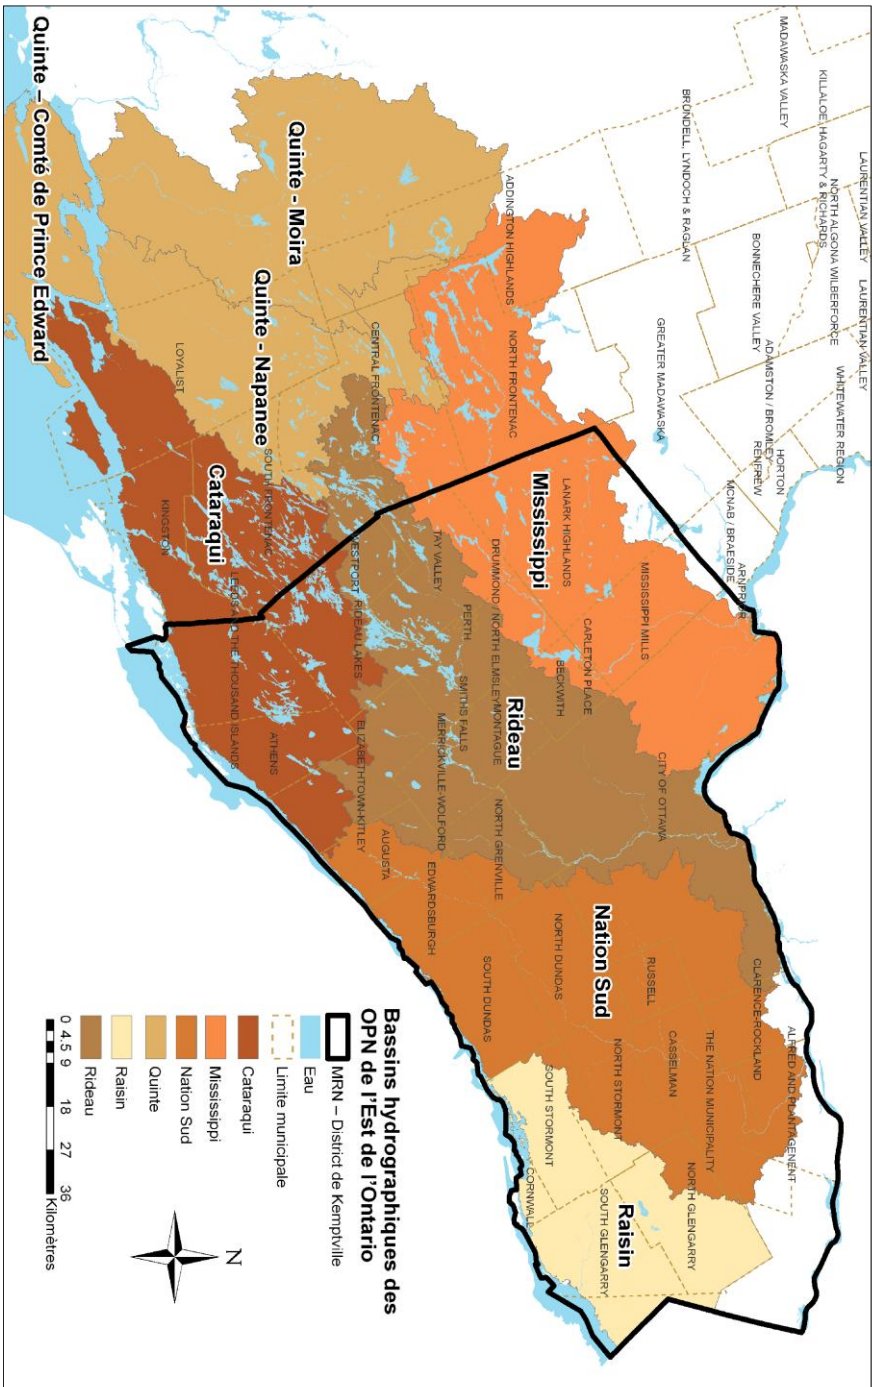 LAURENTIAN VALLEY
LAURENTIAN VALLEY
WHITEWATER REGION
NORTH ALGONA WILBERFORCE
KILLALOE, HAGARTY & RICHARDS
MADAWASKA VALLEY
HORTON
ADAMSTON / BROMLEY
RENFREW
BONNECHERE VALLEY
ARNPRIOR
MCNAB / BRAESIDE
BRUNDELL, LYNDOCH & RAGLAN
GREATER MADAWASKA
ALFRED AND PLANTAGENENT
CLARENCE-ROCKLAND
THE NATION MUNICIPALITY
NORTH GLENGARRY
CASSELMAN
RUSSELL
CITY OF OTTAWA
MISSISSIPPI MILLS
Raisin
NORTH STORMONT
Nation Sud
SOUTH GLENGARRY
CARLETON PLACE
LANARK HIGHLANDS
BECKWITH
NORTH DUNDAS
SOUTH STORMONT
Mississippi
CORNWALL
Rideau
NORTH FRONTENAC
ADDINGTON HIGHLANDS
DRUMMOND / NORTH ELMSLEY
MONTAGUE
NORTH GRENVILLE
SOUTH DUNDAS
PERTH
SMITHS FALLS
TAY VALLEY
MERRICKVILLE-WOLFORD
EDWARDSBURGH
CENTRAL FRONTENAC
AUGUSTA
WESTPORT
RIDEAU LAKES
ELIZABETHTOWN-KITLEY
Quinte - Moira
Quinte - Napanee
SOUTH FRONTENAC
ATHENS
Cataraqui
LEEDS AND THE THOUSAND ISLANDS
LOYALIST
KINGSTON
Quinte – Comté de Prince Edward
Bassins hydrographiques des
OPN de l'Est de l'Ontario
MRN – District de Kemptville
Eau
Limite municipale
Cataraqui
Mississippi
Nation Sud
Quinte
Raisin
Rideau
N
0 4.5 9 18 27 36
Kilomètres